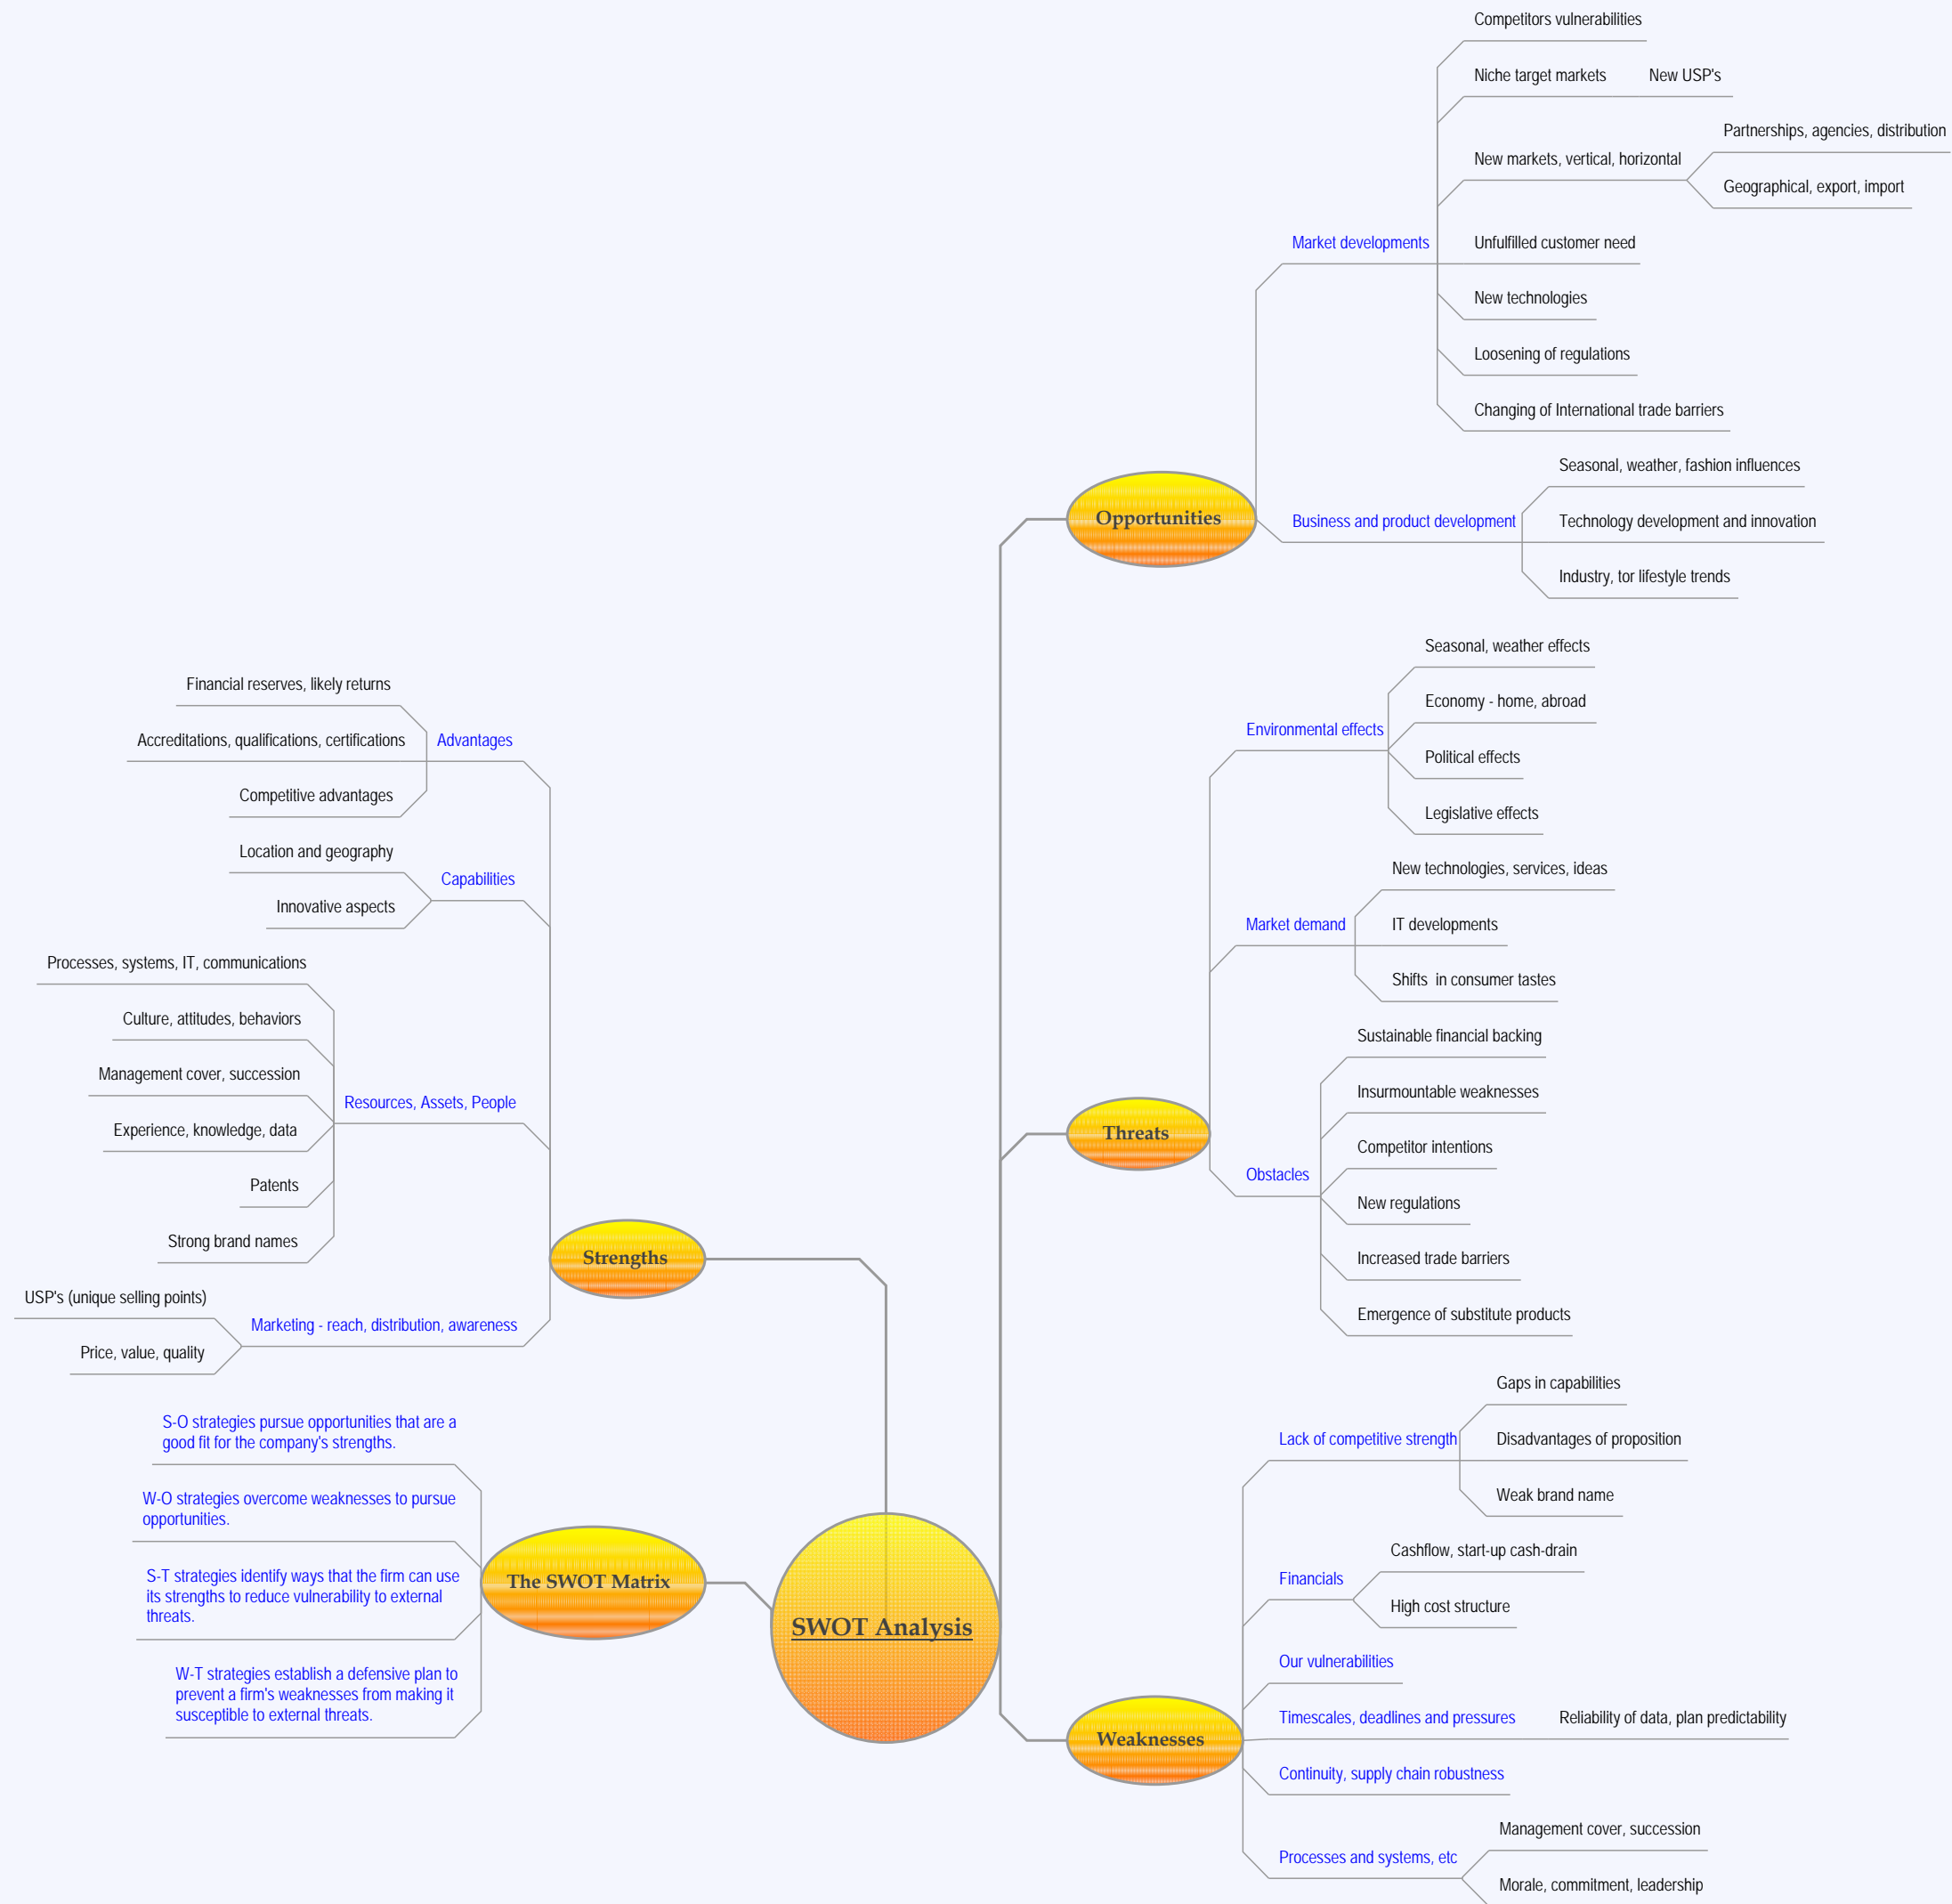 SWOT Analysis
Opportunities
Market developments
Competitors vulnerabilities
Niche target markets
New USP's
New markets, vertical, horizontal
Partnerships, agencies, distribution
Geographical, export, import
Unfulfilled customer need
New technologies
Loosening of regulations
Changing of International trade barriers
Business and product development
Seasonal, weather, fashion influences
Technology development and innovation
Industry, tor lifestyle trends
Threats
Environmental effects
Seasonal, weather effects
Economy - home, abroad
Political effects
Legislative effects
Market demand
New technologies, services, ideas
IT developments
Shifts  in consumer tastes
Obstacles
Sustainable financial backing
Insurmountable weaknesses
Competitor intentions
New regulations
Increased trade barriers
Emergence of substitute products
Weaknesses
Lack of competitive strength
Gaps in capabilities
Disadvantages of proposition
Weak brand name
Financials
Cashflow, start-up cash-drain
High cost structure
Our vulnerabilities
Timescales, deadlines and pressures
Reliability of data, plan predictability
Continuity, supply chain robustness
Processes and systems, etc
Management cover, succession
Morale, commitment, leadership
Strengths
Advantages
Financial reserves, likely returns
Accreditations, qualifications, certifications
Competitive advantages
Capabilities
Location and geography
Innovative aspects
Resources, Assets, People
Processes, systems, IT, communications
Culture, attitudes, behaviors
Management cover, succession
Experience, knowledge, data
Patents
Strong brand names
Marketing - reach, distribution, awareness
USP's (unique selling points)
Price, value, quality
The SWOT Matrix
S-O strategies pursue opportunities that are a
good fit for the company's strengths.
W-O strategies overcome weaknesses to pursue
opportunities.
S-T strategies identify ways that the firm can use
its strengths to reduce vulnerability to external
threats.
W-T strategies establish a defensive plan to
prevent a firm's weaknesses from making it
susceptible to external threats.